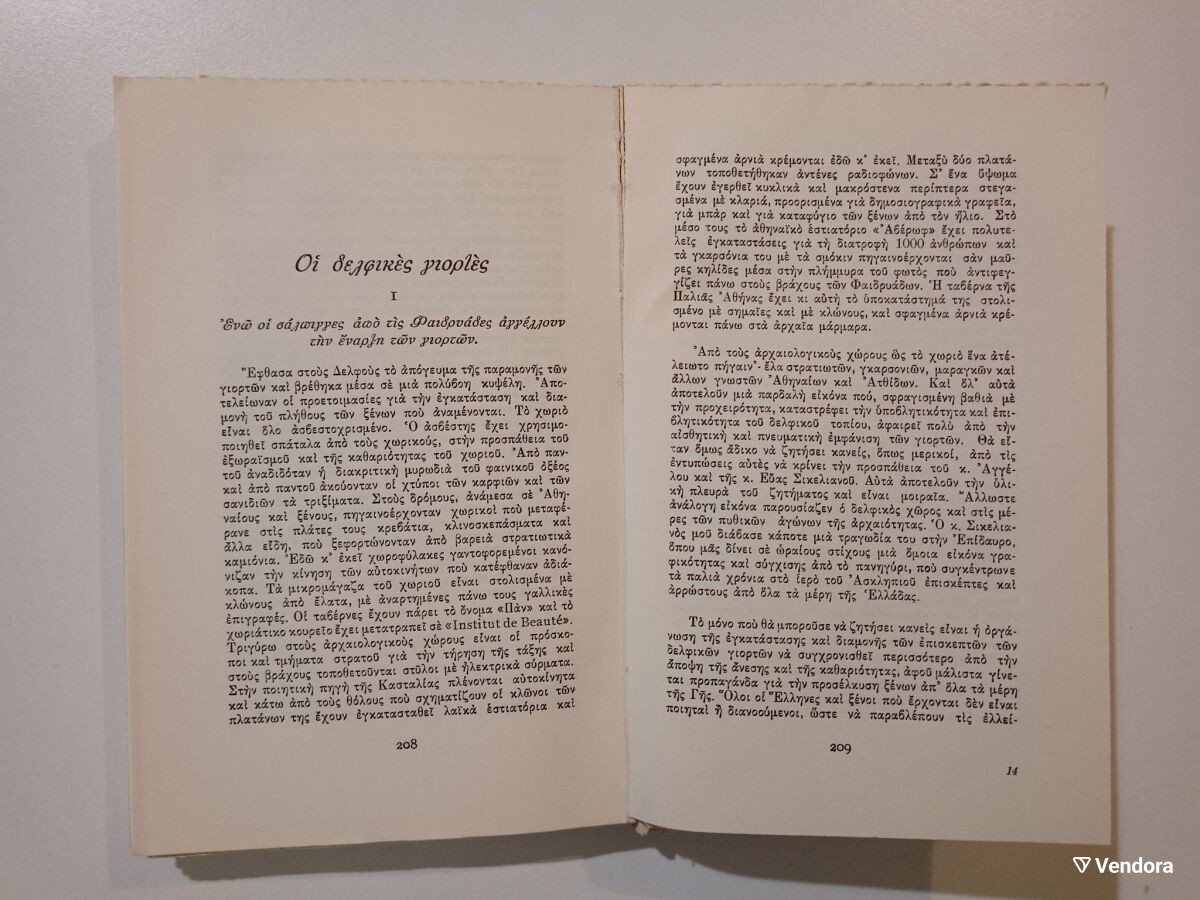 Οἱ δελφικὲς γιορτὲς
I
Ἐνῶ οἱ σάλπιγγες ἀπὸ τὶς Φαιδρυάδες ἀγγέλλουν
τὴν ἔναρξη τῶν γιορτῶν.
Ἔφθασα στοὺς Δελφοὺς τὸ ἀπόγευμα τῆς παραμονῆς τῶν
γιορτῶν καὶ βρέθηκα μέσα σὲ μιὰ πολύβοη κυψέλη. Ἀπο-
τελείωναν οἱ προετοιμασίες γιὰ τὴν ἐγκατάσταση καὶ δια-
μονὴ τοῦ πλήθους τῶν ξένων ποὺ ἀναμένονται. Τὸ χωριὸ
εἶναι ὅλο ἀσβεστοχρισμένο. Ὁ ἀσβέστης ἔχει χρησιμο-
ποιηθεῖ σπάταλα ἀπὸ τοὺς χωρικούς, στὴν προσπάθεια τοῦ
ἐξωραϊσμοῦ καὶ τῆς καθαριότητας τοῦ χωριοῦ. Ἀπὸ παν-
τοῦ ἀναδιδόταν ἡ διακριτικὴ μυρωδιὰ τοῦ φαινικοῦ ὀξέος
καὶ ἀπὸ παντοῦ ἀκούονταν οἱ χτύποι τῶν καρφιῶν καὶ τῶν
σανιδιῶν τὰ τριξίματα. Στοὺς δρόμους, ἀνάμεσα σὲ Ἀθη-
ναίους καὶ ξένους, πηγαινοέρχονταν χωρικοὶ ποὺ μεταφέ-
ρανε στὶς πλάτες τους κρεβάτια, κλινοσκεπάσματα καὶ
ἄλλα εἴδη, ποὺ ξεφορτώνονταν ἀπὸ βαρειὰ στρατιωτικὰ
καμιόνια. Ἐδῶ κ' ἐκεῖ χωροφύλακες γαντοφορεμένοι κανό-
νιζαν τὴν κίνηση τῶν αὐτοκινήτων ποὺ κατέφθαναν ἀδιά-
κοπα. Τὰ μικρομάγαζα τοῦ χωριοῦ εἶναι στολισμένα μὲ
κλώνους ἀπὸ ἔλατα, μὲ ἀναρτημένες πάνω τους γαλλικὲς
ἐπιγραφές. Οἱ ταβέρνες ἔχουν πάρει τὸ ὄνομα «Πὰν» καὶ τὸ
χωριάτικο κουρεῖο ἔχει μετατραπεῖ σὲ «Institut de Beauté».
Τριγύρω στοὺς ἀρχαιολογικοὺς χώρους εἶναι οἱ πρόσκο-
ποι καὶ τμήματα στρατοῦ γιὰ τὴν τήρηση τῆς τάξης καὶ
στοὺς βράχους τοποθετοῦνται στῦλοι μὲ ἠλεκτρικὰ σύρματα.
Στὴν ποιητικὴ πηγὴ τῆς Κασταλίας πλένονται αὐτοκίνητα
καὶ κάτω ἀπὸ τοὺς θόλους ποὺ σχηματίζουν οἱ κλῶνοι τῶν
πλατάνων της ἔχουν ἐγκατασταθεῖ λαϊκὰ ἑστιατόρια καὶ
208
σφαγμένα ἀρνιὰ κρέμονται ἐδῶ κ' ἐκεῖ. Μεταξὺ δύο πλατά-
νων τοποθετήθηκαν ἀντένες ραδιοφώνων. Σ' ἕνα ὕψωμα
ἔχουν ἐγερθεῖ κυκλικὰ καὶ μακρόστενα περίπτερα στεγα-
σμένα μὲ κλαριά, προορισμένα γιὰ δημοσιογραφικὰ γραφεῖα,
γιὰ μπὰρ καὶ γιὰ καταφύγιο τῶν ξένων ἀπὸ τὸν ἥλιο. Στὸ
μέσο τους τὸ ἀθηναϊκὸ ἑστιατόριο «Ἀβέρωφ» ἔχει πολυτε-
λεῖς ἐγκαταστάσεις γιὰ τὴ διατροφὴ 1000 ἀνθρώπων καὶ
τὰ γκαρσόνια του μὲ τὰ σμόκιν πηγαινοέρχονται σὰν μαῦ-
ρες κηλίδες μέσα στὴν πλήμμυρα τοῦ φωτὸς ποὺ ἀντιφεγ-
γίζει πάνω στοὺς βράχους τῶν Φαιδρυάδων. Ἡ ταβέρνα τῆς
Παλιᾶς Ἀθήνας ἔχει κι αὐτὴ τὸ ὑποκατάστημά της στολι-
σμένο μὲ σημαῖες καὶ μὲ κλώνους, καὶ σφαγμένα ἀρνιὰ κρέ-
μονται πάνω στὰ ἀρχαῖα μάρμαρα.
Ἀπὸ τοὺς ἀρχαιολογικοὺς χώρους ὣς τὸ χωριὸ ἕνα ἀτέ-
λειωτο πήγαιν'-ἔλα στρατιωτῶν, γκαρσονιῶν, μαραγκῶν καὶ
ἄλλων γνωστῶν Ἀθηναίων καὶ Ἀτθίδων. Καὶ ὅλ' αὐτὰ
ἀποτελοῦν μιὰ παρδαλὴ εἰκόνα πού, σφραγισμένη βαθιὰ μὲ
τὴν προχειρότητα, καταστρέφει τὴν ὑποβλητικότητα καὶ ἐπι-
βλητικότητα τοῦ δελφικοῦ τοπίου, ἀφαιρεῖ πολὺ ἀπὸ τὴν
αἰσθητικὴ καὶ πνευματικὴ ἐμφάνιση τῶν γιορτῶν. Θὰ εἶ-
ταν ὅμως ἄδικο νὰ ζητήσει κανείς, ὅπως μερικοί, ἀπὸ τὶς
ἐντυπώσεις αὐτὲς νὰ κρίνει τὴν προσπάθεια τοῦ κ. Ἀγγέ-
λου καὶ τῆς κ. Εὔας Σικελιανοῦ. Αὐτὰ ἀποτελοῦν τὴν ὑλι-
κὴ πλευρὰ τοῦ ζητήματος καὶ εἶναι μοιραῖα. Ἄλλωστε
ἀνάλογη εἰκόνα παρουσίαζεν ὁ δελφικὸς χῶρος καὶ στὶς μέ-
ρες τῶν πυθικῶν ἀγώνων τῆς ἀρχαιότητας. Ὁ κ. Σικελια-
νὸς μοῦ διάβασε κάποτε μιὰ τραγωδία του στὴν Ἐπίδαυρο,
ὅπου μᾶς δίνει σὲ ὡραίους στίχους μιὰ ὅμοια εἰκόνα γρα-
φικότητας καὶ σύγχισης ἀπὸ τὸ πανηγύρι, ποὺ συγκέντρωνε
τὰ παλιὰ χρόνια στὸ ἱερὸ τοῦ Ἀσκληπιοῦ ἐπισκέπτες καὶ
ἀρρώστους ἀπὸ ὅλα τὰ μέρη τῆς Ἑλλάδας.
Τὸ μόνο ποὺ θὰ μποροῦσε νὰ ζητήσει κανεὶς εἶναι ἡ ὀργά-
νωση τῆς ἐγκατάστασης καὶ διαμονῆς τῶν ἐπισκεπτῶν τῶν
δελφικῶν γιορτῶν νὰ συγχρονισθεῖ περισσότερο ἀπὸ τὴν
ἄποψη τῆς ἄνεσης καὶ τῆς καθαριότητας, ἀφοῦ μάλιστα γίνε-
ται προπαγάνδα γιὰ τὴν προσέλκυση ξένων ἀπ' ὅλα τὰ μέρη
τῆς Γῆς. Ὅλοι οἱ Ἕλληνες καὶ ξένοι ποὺ ἔρχονται δὲν εἶναι
ποιηταὶ ἢ διανοούμενοι, ὥστε νὰ παραβλέπουν τὶς ἐλλεί-
209
14
Vendora